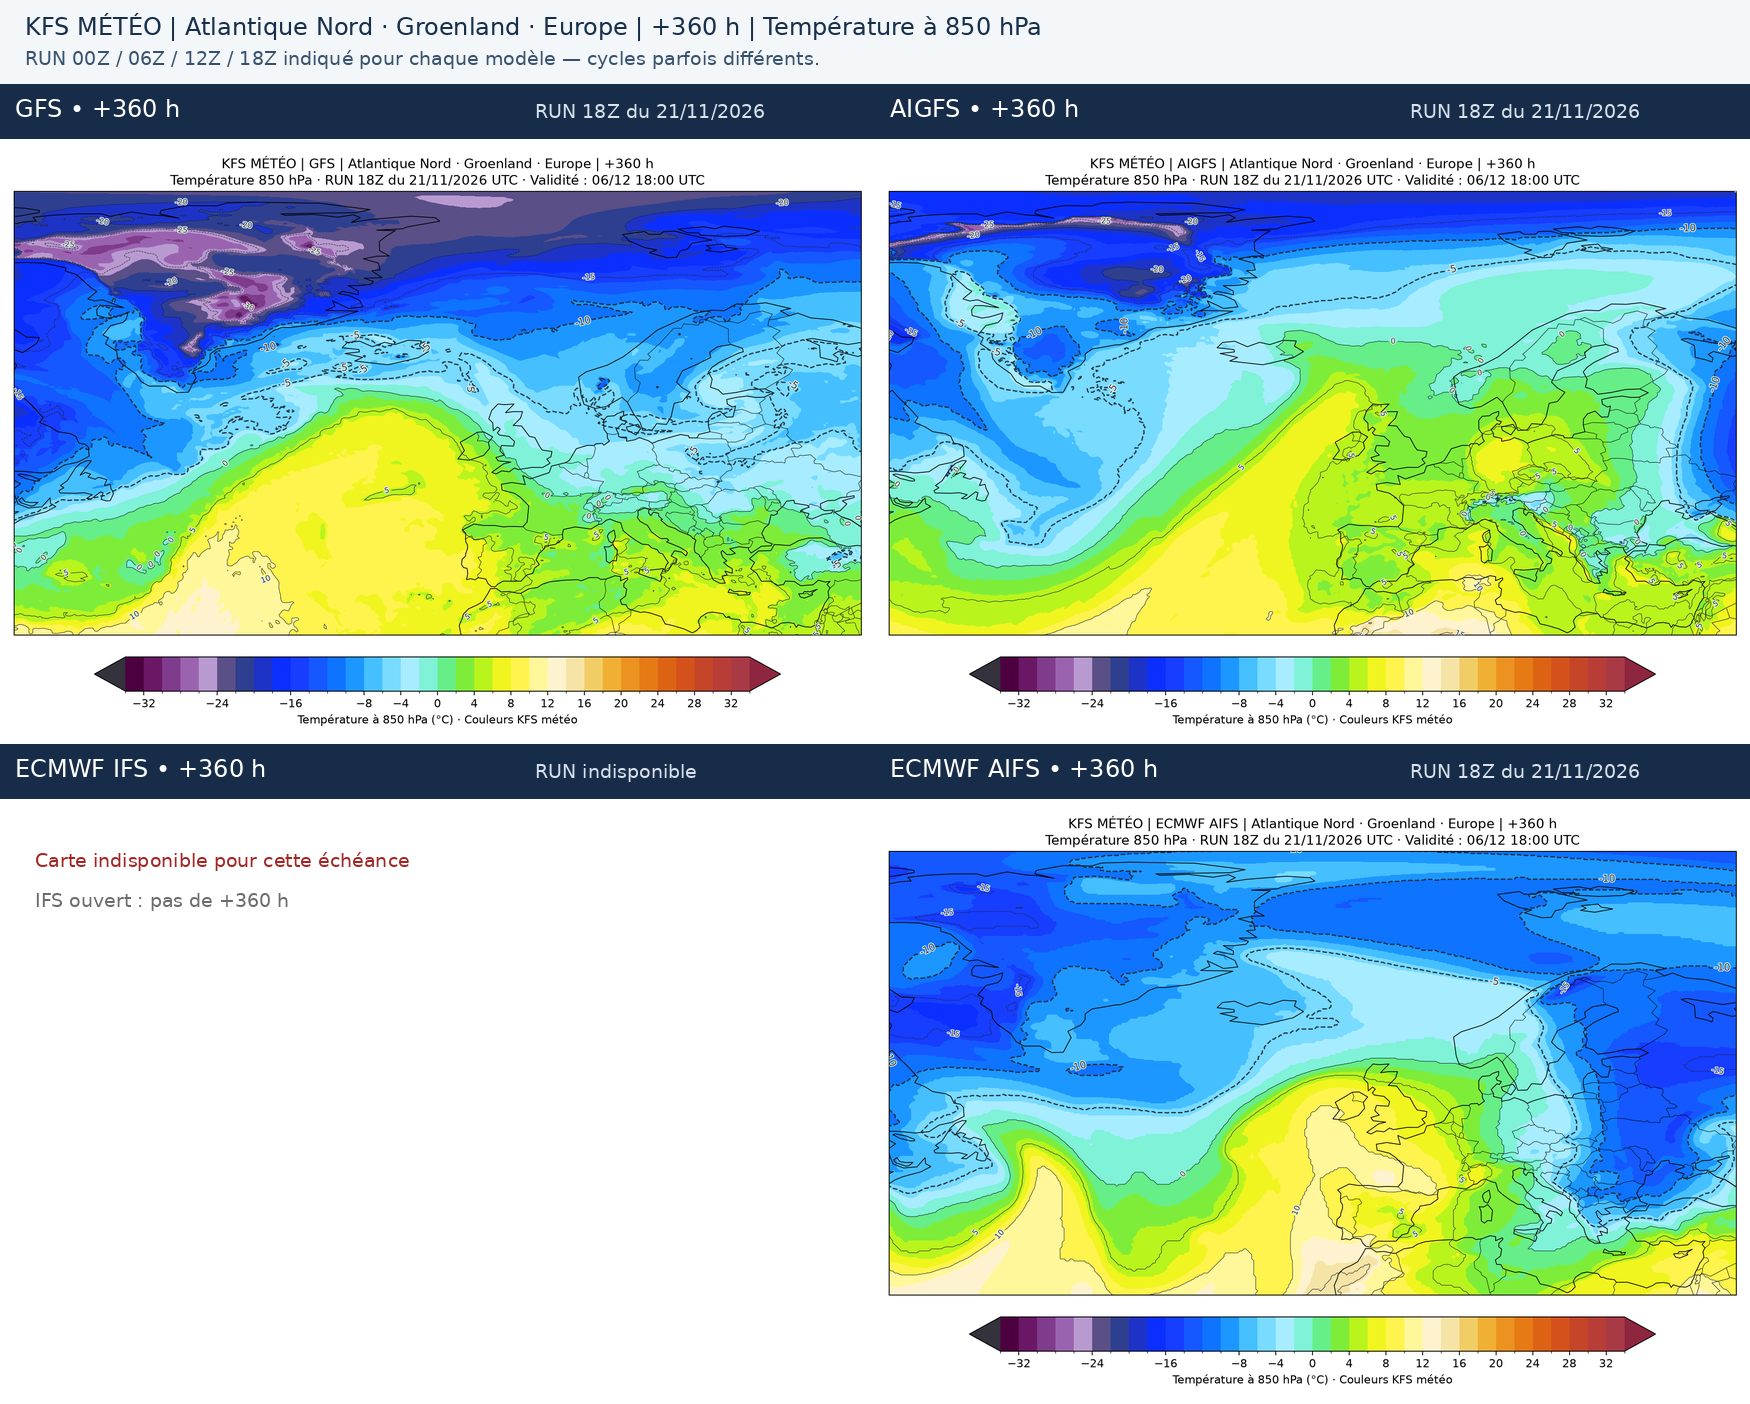 KFS MÉTÉO | Atlantique Nord · Groenland · Europe | +360 h | Température à 850 hPa
RUN 00Z / 06Z / 12Z / 18Z indiqué pour chaque modèle — cycles parfois différents.
GFS • +360 h
RUN 18Z du 21/11/2026
AIGFS • +360 h
RUN 18Z du 21/11/2026
KFS MÉTÉO | GFS | Atlantique Nord · Groenland · Europe | +360 h
Température 850 hPa · RUN 18Z du 21/11/2026 UTC · Validité : 06/12 18:00 UTC
KFS MÉTÉO | AIGFS | Atlantique Nord · Groenland · Europe | +360 h
Température 850 hPa · RUN 18Z du 21/11/2026 UTC · Validité : 06/12 18:00 UTC
−32 −24 −16 −8 −4 0 4 8 12 16 20 24 28 32
Température à 850 hPa (°C) · Couleurs KFS météo
−32 −24 −16 −8 −4 0 4 8 12 16 20 24 28 32
Température à 850 hPa (°C) · Couleurs KFS météo
ECMWF IFS • +360 h
RUN indisponible
ECMWF AIFS • +360 h
RUN 18Z du 21/11/2026
Carte indisponible pour cette échéance
IFS ouvert : pas de +360 h
KFS MÉTÉO | ECMWF AIFS | Atlantique Nord · Groenland · Europe | +360 h
Température 850 hPa · RUN 18Z du 21/11/2026 UTC · Validité : 06/12 18:00 UTC
−32 −24 −16 −8 −4 0 4 8 12 16 20 24 28 32
Température à 850 hPa (°C) · Couleurs KFS météo